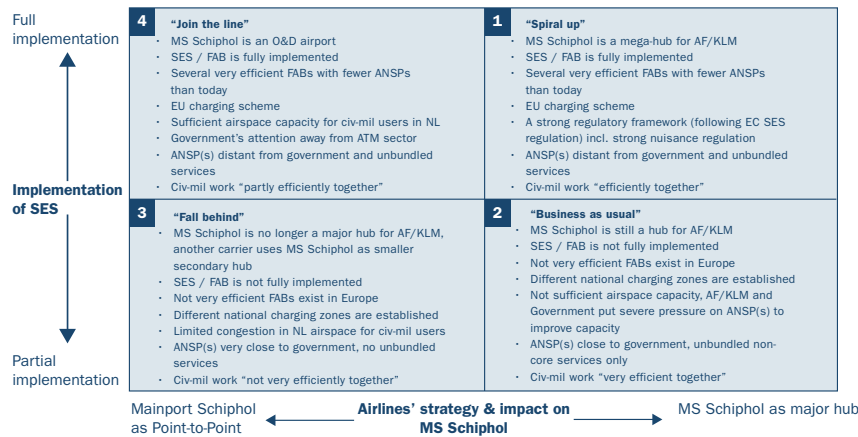 Full
implementation
Implementation
of SES
Partial
implementation
4
“Join the line”
· MS Schiphol is an O&D airport
· SES / FAB is fully implemented
· Several very efficient FABs with fewer ANSPs
than today
· EU charging scheme
· Sufficient airspace capacity for civ-mil users in NL
· Government’s attention away from ATM sector
· ANSP(s) distant from government and unbundled
services
· Civ-mil work “partly efficiently together”
1
“Spiral up”
· MS Schiphol is a mega-hub for AF/KLM
· SES / FAB is fully implemented
· Several very efficient FABs with fewer ANSPs
than today
· EU charging scheme
· A strong regulatory framework (following EC SES
regulation) incl. strong nuisance regulation
· ANSP(s) distant from government and unbundled
services
· Civ-mil work “efficiently together”
3
“Fall behind”
· MS Schiphol is no longer a major hub for AF/KLM,
another carrier uses MS Schiphol as smaller
secondary hub
· SES / FAB is not fully implemented
· Not very efficient FABs exist in Europe
· Different national charging zones are established
· Limited congestion in NL airspace for civ-mil users
· ANSP(s) very close to government, no unbundled
services
· Civ-mil work “not very efficiently together”
2
“Business as usual”
· MS Schiphol is still a hub for AF/KLM
· SES / FAB is not fully implemented
· Not very efficient FABs exist in Europe
· Different national charging zones are established
· Not sufficient airspace capacity, AF/KLM and
Government put severe pressure on ANSP(s) to
improve capacity
· ANSP(s) close to government, unbundled non-
core services only
· Civ-mil work “very efficient together”
Mainport Schiphol
as Point-to-Point
Airlines’ strategy & impact on
MS Schiphol
MS Schiphol as major hub